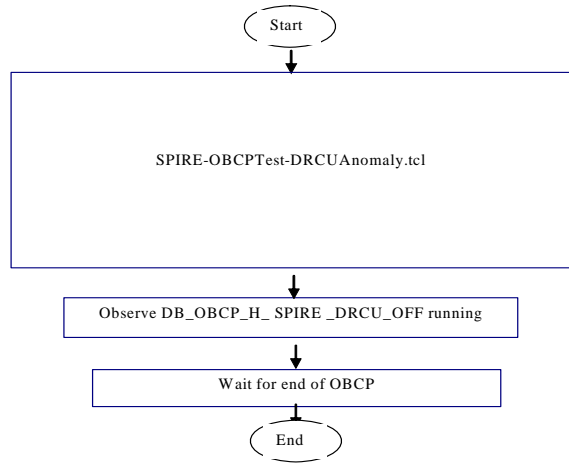 Start
SPIRE-OBCPTest-DRCUAnomaly.tcl
Observe DB_OBCP_H_ SPIRE _DRCU_OFF running
Wait for end of OBCP
End